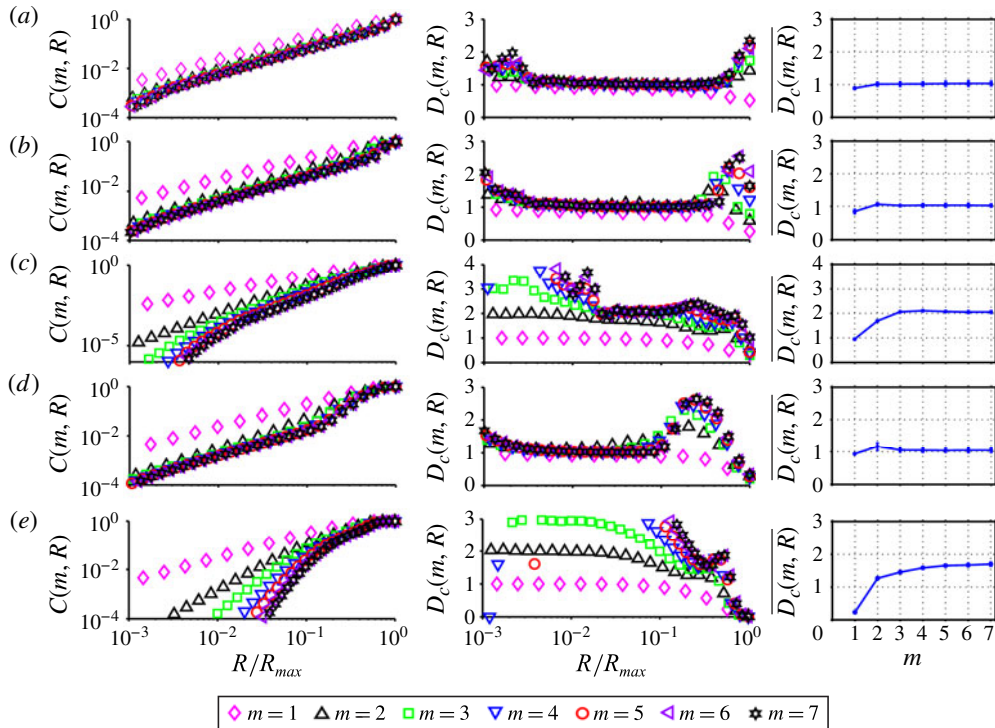 (a)
10^0
10^-2
10^-4
C(m, R)
3
2
1
0
D_c(m, R)
3
2
1
0
\overline{D_c(m, R)}
(b)
10^0
10^-2
10^-4
C(m, R)
3
2
1
0
D_c(m, R)
3
2
1
0
\overline{D_c(m, R)}
(c)
10^0
10^-5
C(m, R)
4
3
2
1
0
D_c(m, R)
4
3
2
1
0
\overline{D_c(m, R)}
(d)
10^0
10^-2
10^-4
C(m, R)
3
2
1
0
D_c(m, R)
3
2
1
0
\overline{D_c(m, R)}
(e)
10^0
10^-2
10^-4
C(m, R)
3
2
1
0
D_c(m, R)
3
2
1
0
\overline{D_c(m, R)}
10^-3 10^-2 10^-1 10^0
R/R_max
10^-3 10^-2 10^-1 10^0
R/R_max
1 2 3 4 5 6 7
m
m = 1 m = 2 m = 3 m = 4 m = 5 m = 6 m = 7